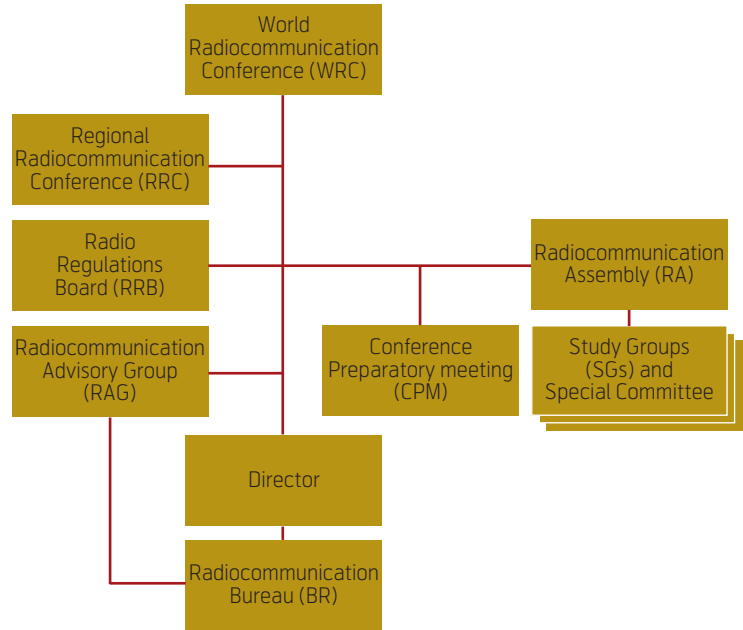 World
Radiocommunication
Conference (WRC)
Regional
Radiocommunication
Conference (RRC)
Radio
Regulations
Board (RRB)
Radiocommunication
Assembly (RA)
Radiocommunication
Advisory Group
(RAG)
Conference
Preparatory meeting
(CPM)
Study Groups
(SGs) and
Special Committee
Director
Radiocommunication
Bureau (BR)